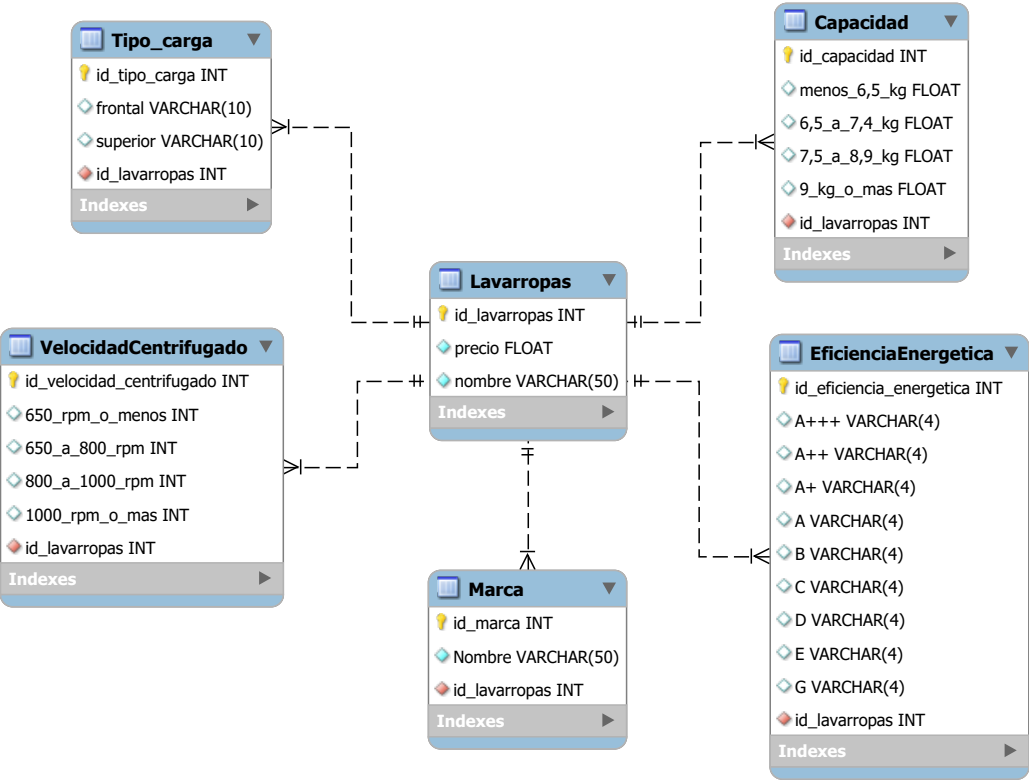 Tipo_carga
id_tipo_carga INT
frontal VARCHAR(10)
superior VARCHAR(10)
id_lavarropas INT
Indexes
Capacidad
id_capacidad INT
menos_6,5_kg FLOAT
6,5_a_7,4_kg FLOAT
7,5_a_8,9_kg FLOAT
9_kg_o_mas FLOAT
id_lavarropas INT
Indexes
Lavarropas
id_lavarropas INT
precio FLOAT
nombre VARCHAR(50)
Indexes
VelocidadCentrifugado
id_velocidad_centrifugado INT
650_rpm_o_menos INT
650_a_800_rpm INT
800_a_1000_rpm INT
1000_rpm_o_mas INT
id_lavarropas INT
Indexes
EficienciaEnergetica
id_eficiencia_energetica INT
A+++ VARCHAR(4)
A++ VARCHAR(4)
A+ VARCHAR(4)
A VARCHAR(4)
B VARCHAR(4)
C VARCHAR(4)
D VARCHAR(4)
E VARCHAR(4)
G VARCHAR(4)
id_lavarropas INT
Indexes
Marca
id_marca INT
Nombre VARCHAR(50)
id_lavarropas INT
Indexes